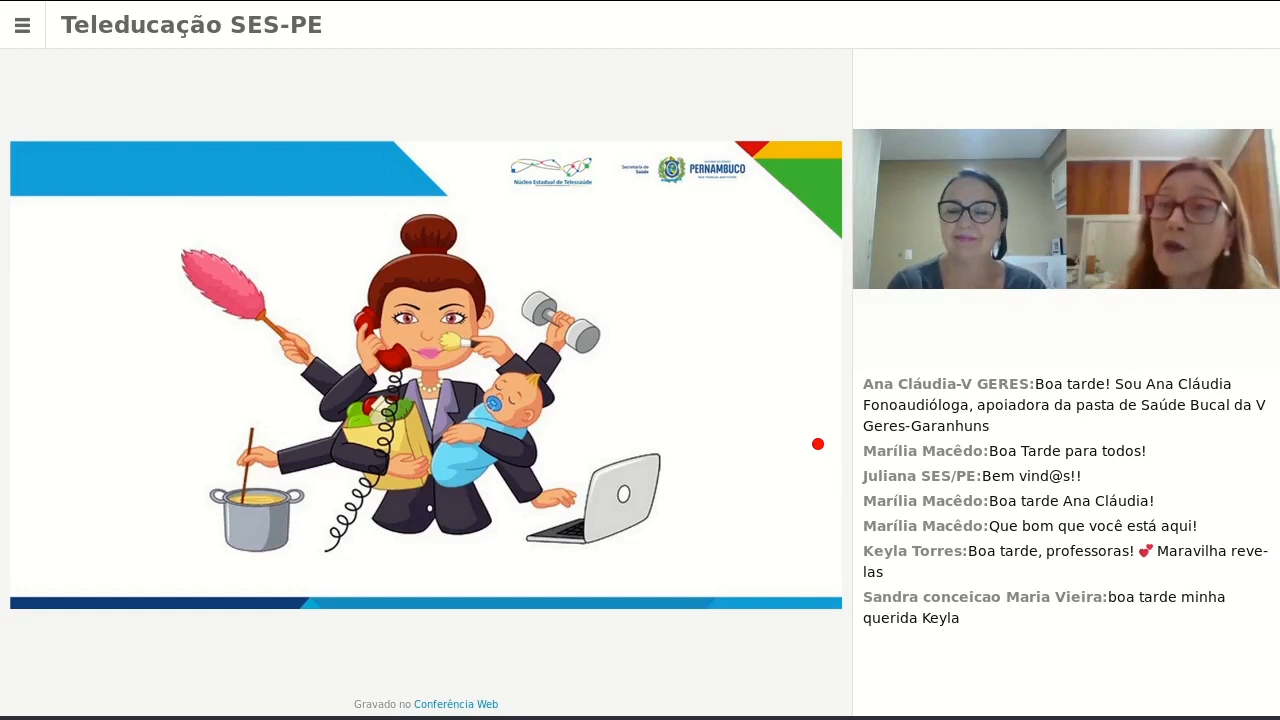 Teleducação SES-PE
Núcleo Estadual de Telessaúde
Secretaria de
Saúde
PERNAMBUCO
Ana Cláudia-V GERES:Boa tarde! Sou Ana Cláudia
Fonoaudióloga, apoiadora da pasta de Saúde Bucal da V
Geres-Garanhuns
Marília Macêdo:Boa Tarde para todos!
Juliana SES/PE:Bem vind@s!!
Marília Macêdo:Boa tarde Ana Cláudia!
Marília Macêdo:Que bom que você está aqui!
Keyla Torres:Boa tarde, professoras! 💕 Maravilha reve-
las
Sandra conceicao Maria Vieira:boa tarde minha
querida Keyla
Gravado no Conferência Web